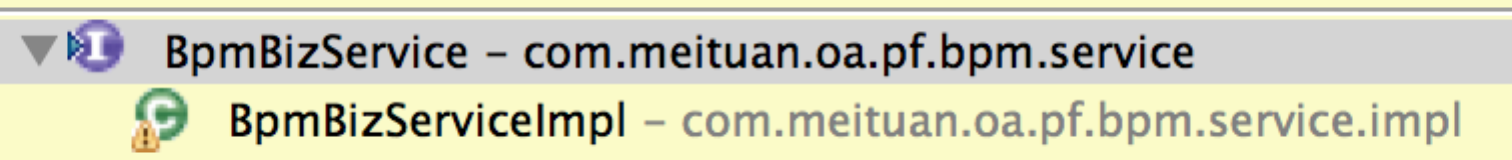 BpmBizService – com.meituan.oa.pf.bpm.service
BpmBizServiceImpl – com.meituan.oa.pf.bpm.service.impl